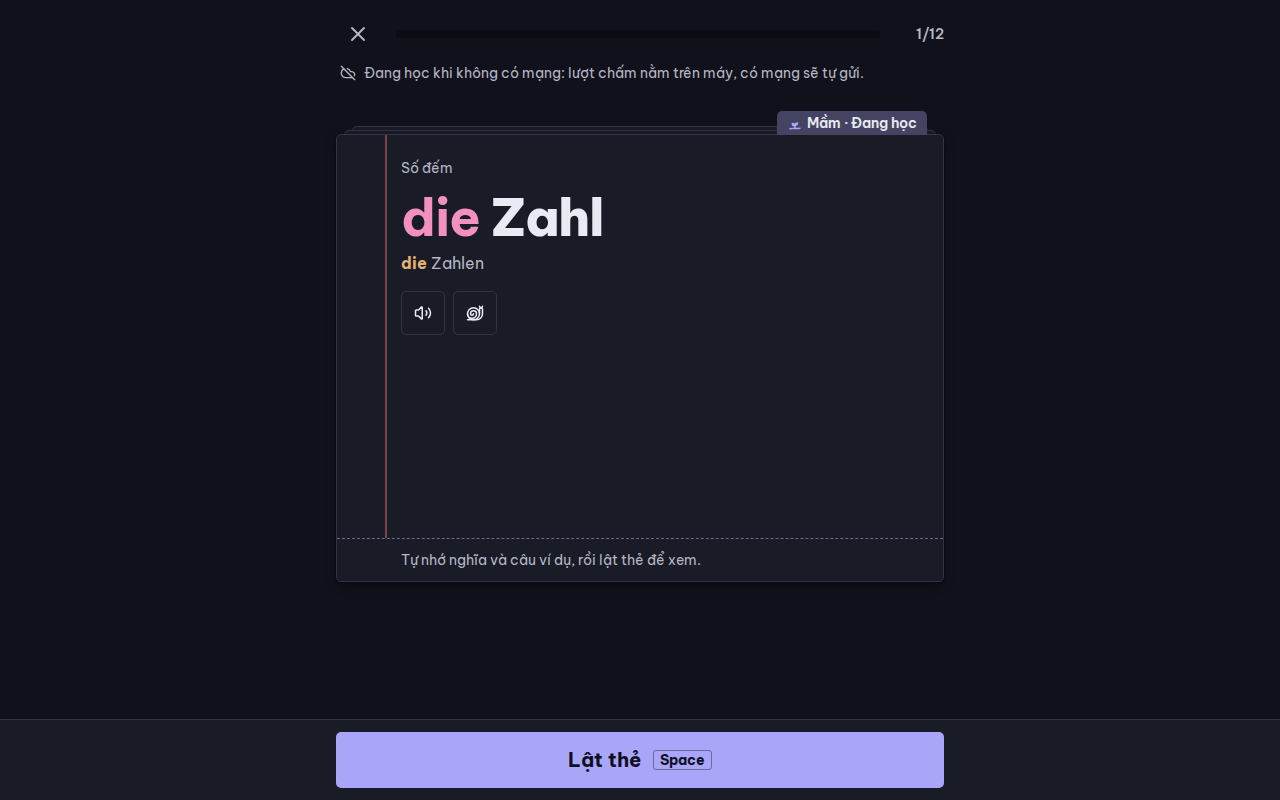 1/12
Đang học khi không có mạng: lượt chấm nằm trên máy, có mạng sẽ tự gửi.
Mầm · Đang học
Số đếm
die Zahl
die Zahlen
Tự nhớ nghĩa và câu ví dụ, rồi lật thẻ để xem.
Lật thẻ Space